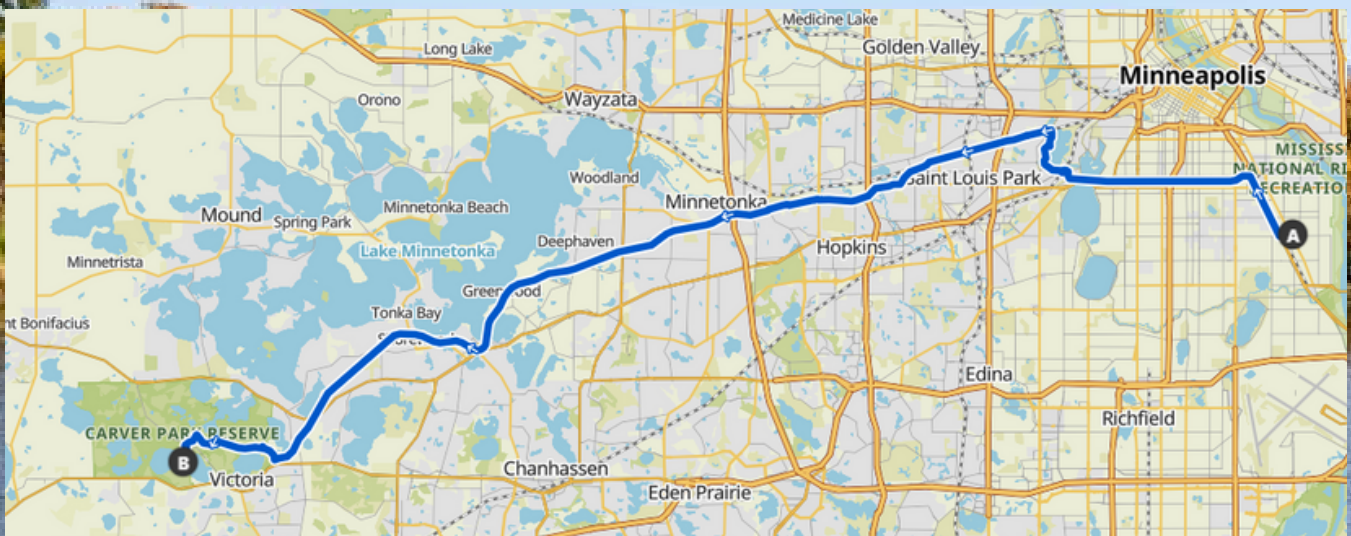 Medicine Lake
Long Lake
Golden Valley
Minneapolis
Orono
Wayzata
MISSISS
NATIONAL RI
ECREATIO
Woodland
Saint Louis Park
Minnetonka
Minnetonka Beach
Mound
Spring Park
A
Deephaven
Hopkins
Lake Minnetonka
Minnetrista
Tonka Bay
nt Bonifacius
Edina
Richfield
CARVER PARK RESERVE
B
Victoria
Chanhassen
Eden Prairie